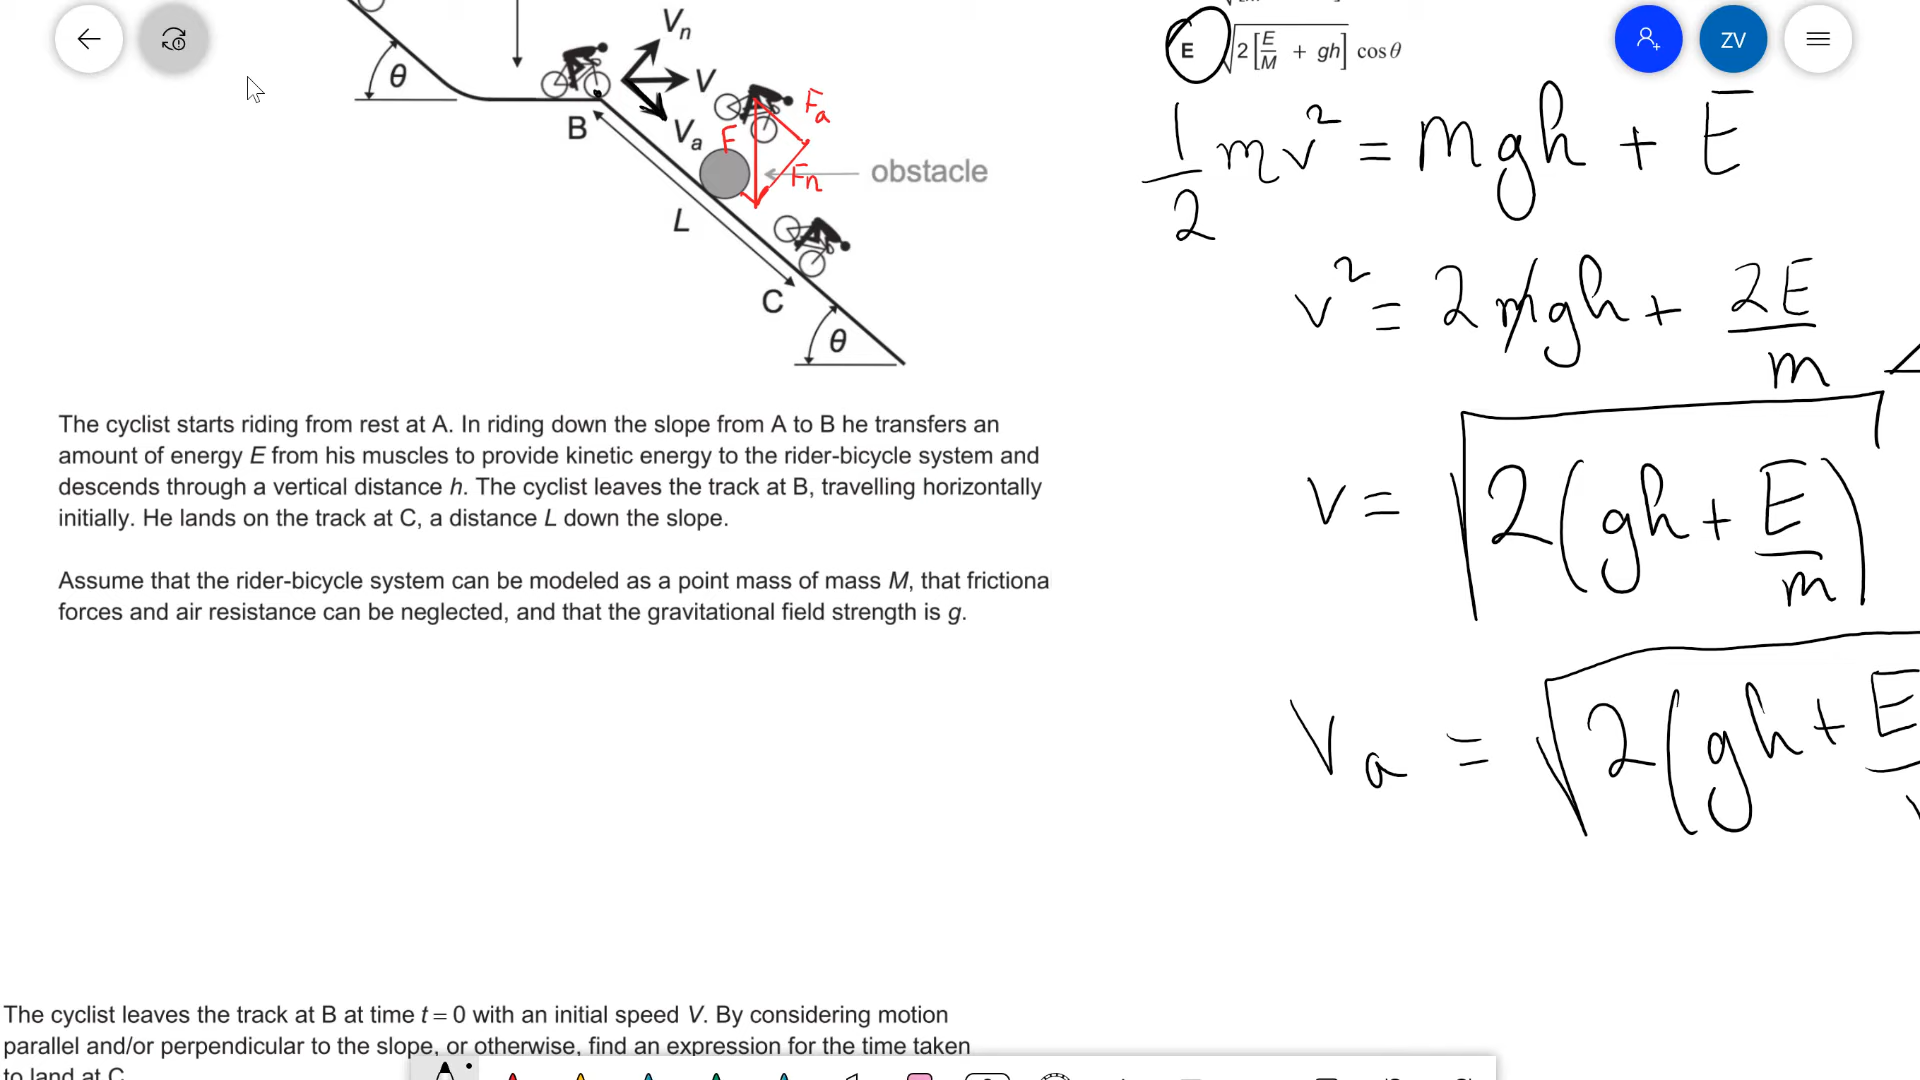 V_n
E √2[E/M + gh] cosθ
ZV
θ
V
F_a
B
V_a
F
F_n
obstacle
L
C
θ
1/2 mv² = mgh + E
v² = 2mgh + 2E/m
v = √2(gh + E/m)
V_a = √2(gh + E
The cyclist starts riding from rest at A. In riding down the slope from A to B he transfers an
amount of energy E from his muscles to provide kinetic energy to the rider-bicycle system and
descends through a vertical distance h. The cyclist leaves the track at B, travelling horizontally
initially. He lands on the track at C, a distance L down the slope.
Assume that the rider-bicycle system can be modeled as a point mass of mass M, that frictiona
forces and air resistance can be neglected, and that the gravitational field strength is g.
The cyclist leaves the track at B at time t = 0 with an initial speed V. By considering motion
parallel and/or perpendicular to the slope, or otherwise, find an expression for the time taken
to land at C